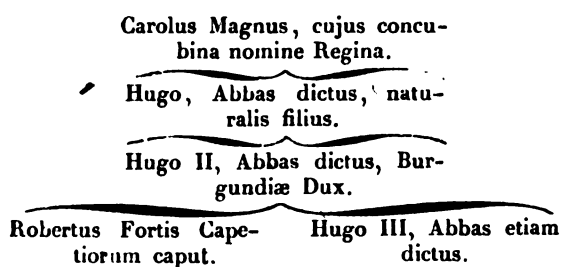 Carolus Magnus, cujus concu-
bina nomine Regina.
Hugo, Abbas dictus, natu-
ralis filius.
Hugo II, Abbas dictus, Bur-
gundiæ Dux.
Robertus Fortis Cape-
tiorum caput.
Hugo III, Abbas etiam
dictus.